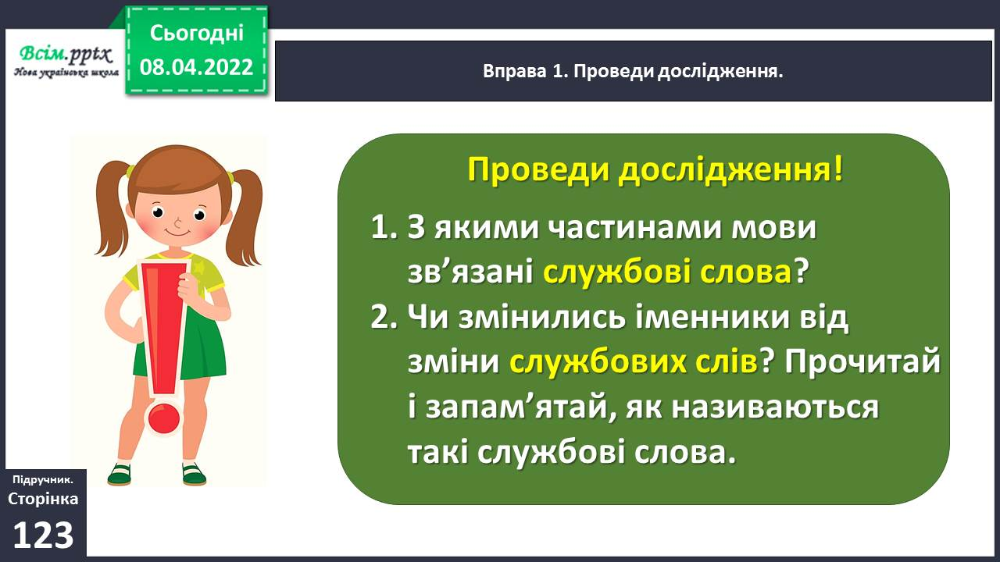 Всім.pptx
Нова українська школа
Сьогодні
08.04.2022
Вправа 1. Проведи дослідження.
Проведи дослідження!
1. З якими частинами мови
зв’язані службові слова?
2. Чи змінились іменники від
зміни службових слів? Прочитай
і запам’ятай, як називаються
такі службові слова.
Підручник.
Сторінка
123